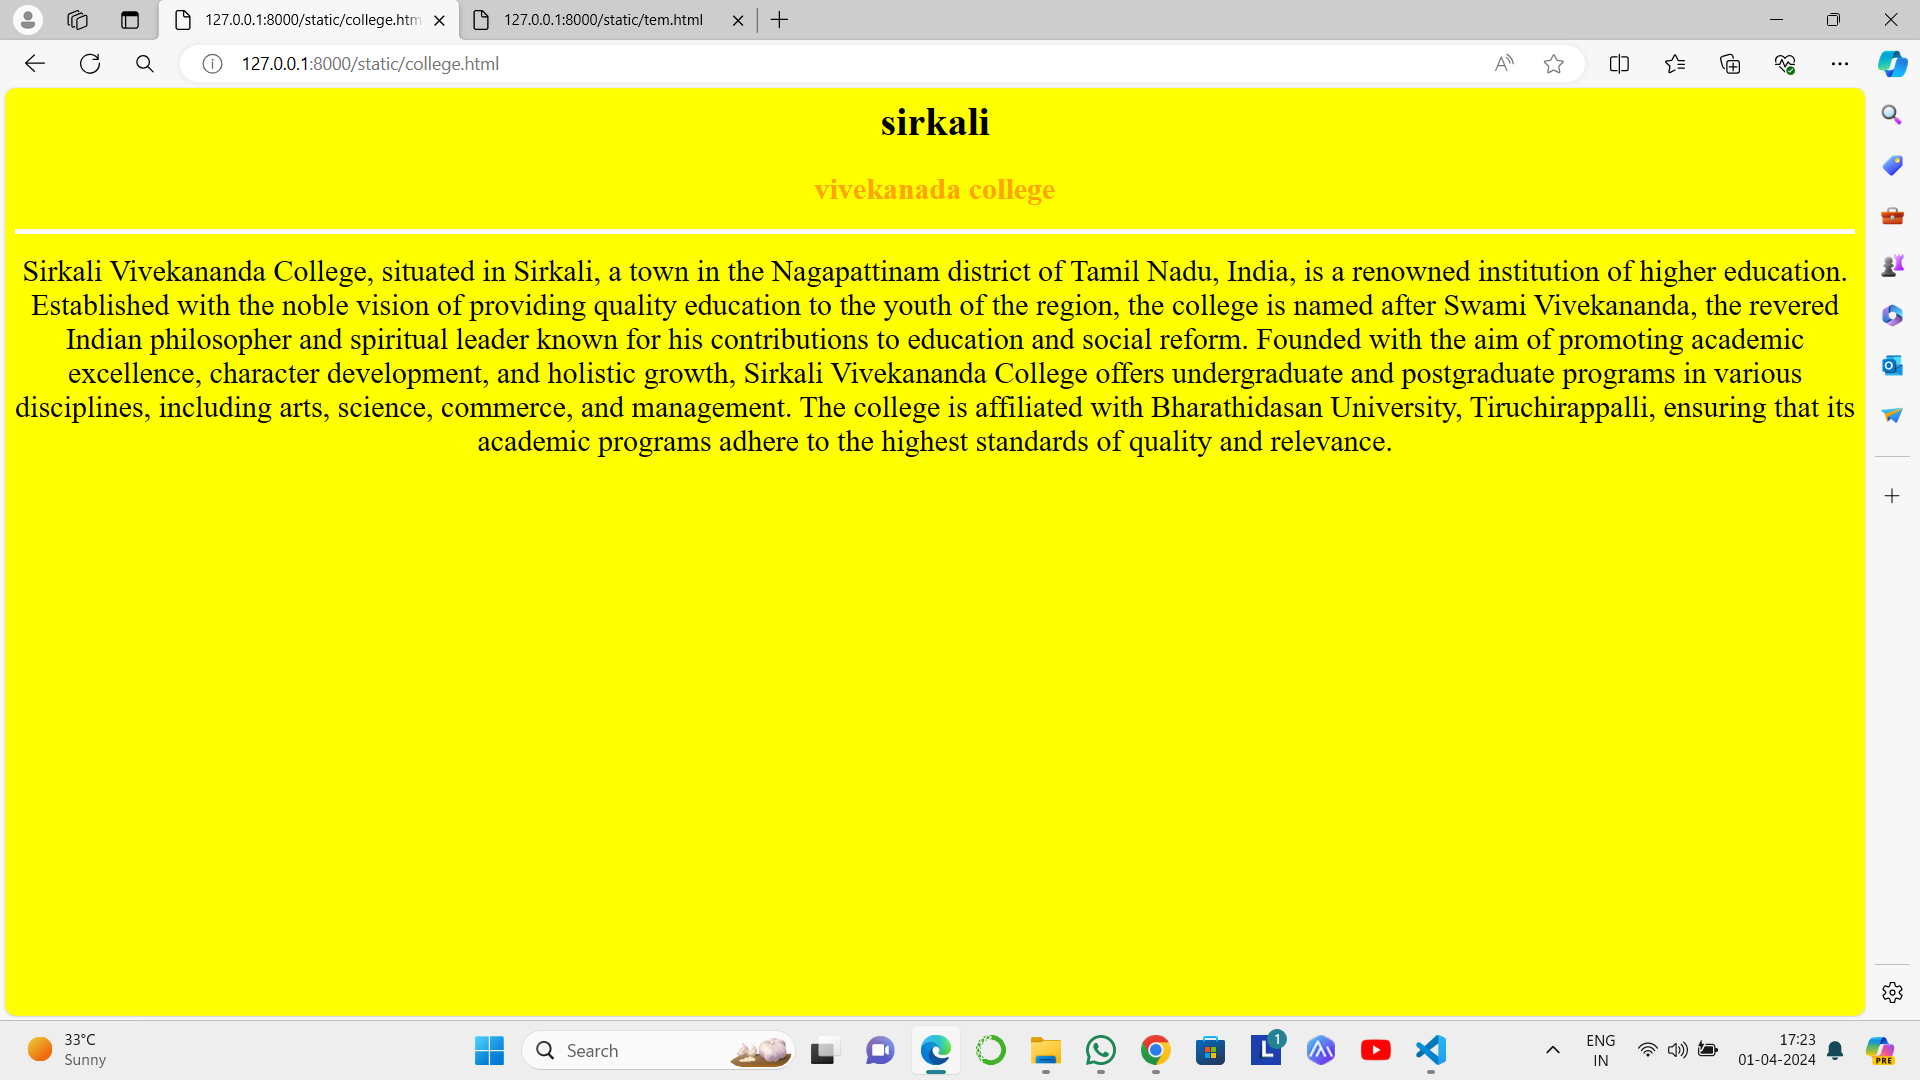 127.0.0.1:8000/static/college.htm
127.0.0.1:8000/static/tem.html
127.0.0.1:8000/static/college.html
sirkali
vivekanada college
Sirkali Vivekananda College, situated in Sirkali, a town in the Nagapattinam district of Tamil Nadu, India, is a renowned institution of higher education.
Established with the noble vision of providing quality education to the youth of the region, the college is named after Swami Vivekananda, the revered
Indian philosopher and spiritual leader known for his contributions to education and social reform. Founded with the aim of promoting academic
excellence, character development, and holistic growth, Sirkali Vivekananda College offers undergraduate and postgraduate programs in various
disciplines, including arts, science, commerce, and management. The college is affiliated with Bharathidasan University, Tiruchirappalli, ensuring that its
academic programs adhere to the highest standards of quality and relevance.
33°C
Sunny
Search
L
1
ENG
IN
17:23
01-04-2024
PRE